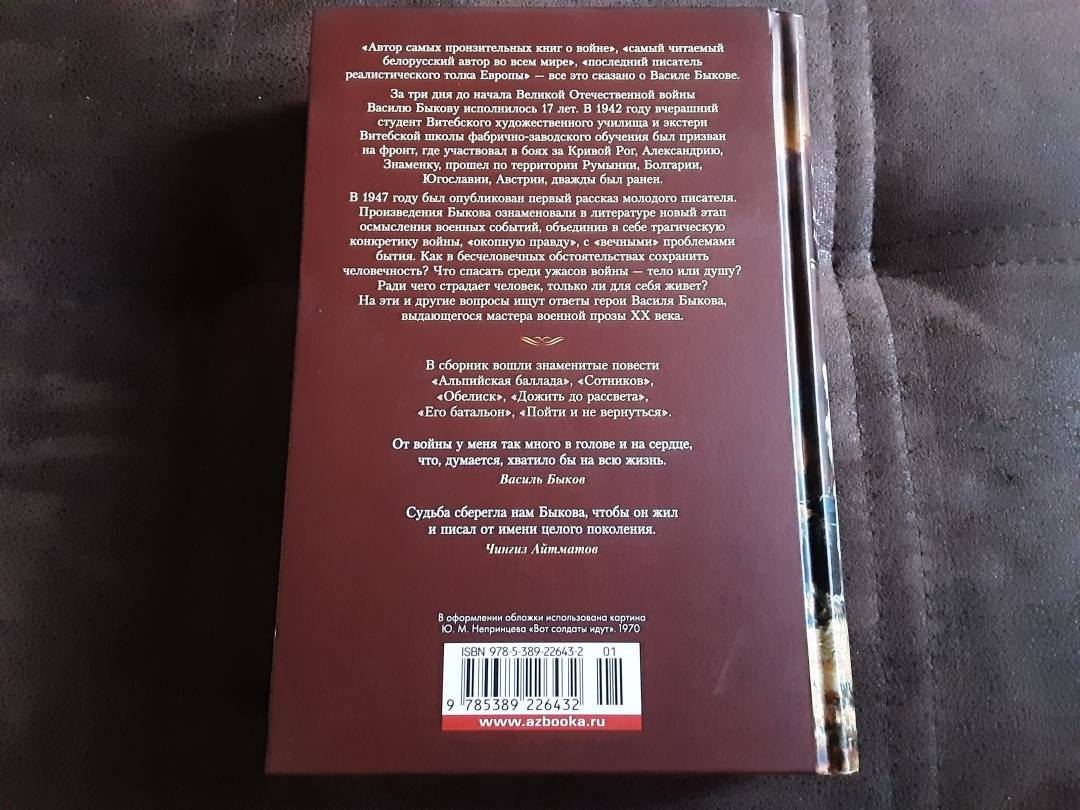 «Автор самых пронзительных книг о войне», «самый читаемый
белорусский автор во всем мире», «последний писатель
реалистического толка Европы» — все это сказано о Василе Быкове.
За три дня до начала Великой Отечественной войны
Василю Быкову исполнилось 17 лет. В 1942 году вчерашний
студент Витебского художественного училища и экстерн
Витебской школы фабрично-заводского обучения был призван
на фронт, где участвовал в боях за Кривой Рог, Александрию,
Знаменку, прошел по территории Румынии, Болгарии,
Югославии, Австрии, дважды был ранен.
В 1947 году был опубликован первый рассказ молодого писателя.
Произведения Быкова ознаменовали в литературе новый этап
осмысления военных событий, объединив в себе трагическую
конкретику войны, «окопную правду», с «вечными» проблемами
бытия. Как в бесчеловечных обстоятельствах сохранить
человечность? Что спасать среди ужасов войны — тело или душу?
Ради чего страдает человек, только ли для себя живет?
На эти и другие вопросы ищут ответы герои Василя Быкова,
выдающегося мастера военной прозы XX века.
В сборник вошли знаменитые повести
«Альпийская баллада», «Сотников»,
«Обелиск», «Дожить до рассвета»,
«Его батальон», «Пойти и не вернуться».
От войны у меня так много в голове и на сердце,
что, думается, хватило бы на всю жизнь.
Василь Быков
Судьба сберегла нам Быкова, чтобы он жил
и писал от имени целого поколения.
Чингиз Айтматов
В оформлении обложки использована картина
Ю. М. Непринцева «Вот солдаты идут». 1970
ISBN 978-5-389-22643-2 01
9 785389 226432
www.azbooka.ru